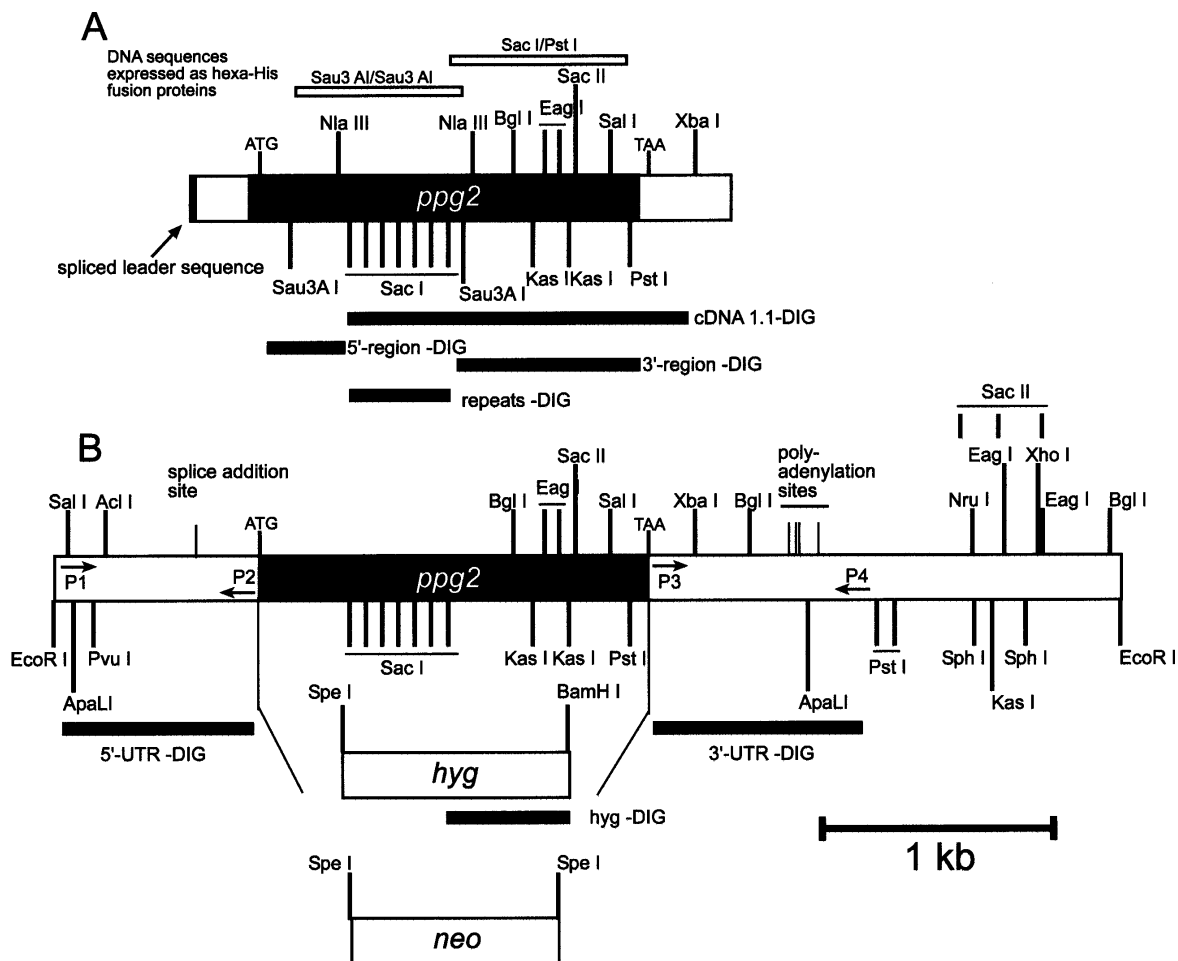 A
DNA sequences
expressed as hexa-His
fusion proteins
Sac I/Pst I
Sau3 AI/Sau3 AI
Sac II
Nla III
Nla III
Bgl I
Eag I
Sal I
Xba I
ATG
TAA
ppg2
spliced leader sequence
Sau3A I
Sac I
Sau3A I
Kas I
Kas I
Pst I
cDNA 1.1-DIG
5'-region -DIG
3'-region -DIG
repeats -DIG
B
Sac II
splice addition
site
Sac II
poly-
adenylation
sites
Eag I
Xho I
Sal I
Acl I
Bgl I
Eag
Sal I
Xba I
Bgl I
Nru I
Eag I
Bgl I
ATG
TAA
P1
P2
ppg2
P3
P4
EcoR I
Pvu I
Sac I
Kas I
Kas I
Pst I
Pst I
Sph I
Sph I
EcoR I
ApaLI
Spe I
BamH I
ApaLI
Kas I
5'-UTR -DIG
3'-UTR -DIG
hyg
hyg -DIG
1 kb
Spe I
Spe I
neo